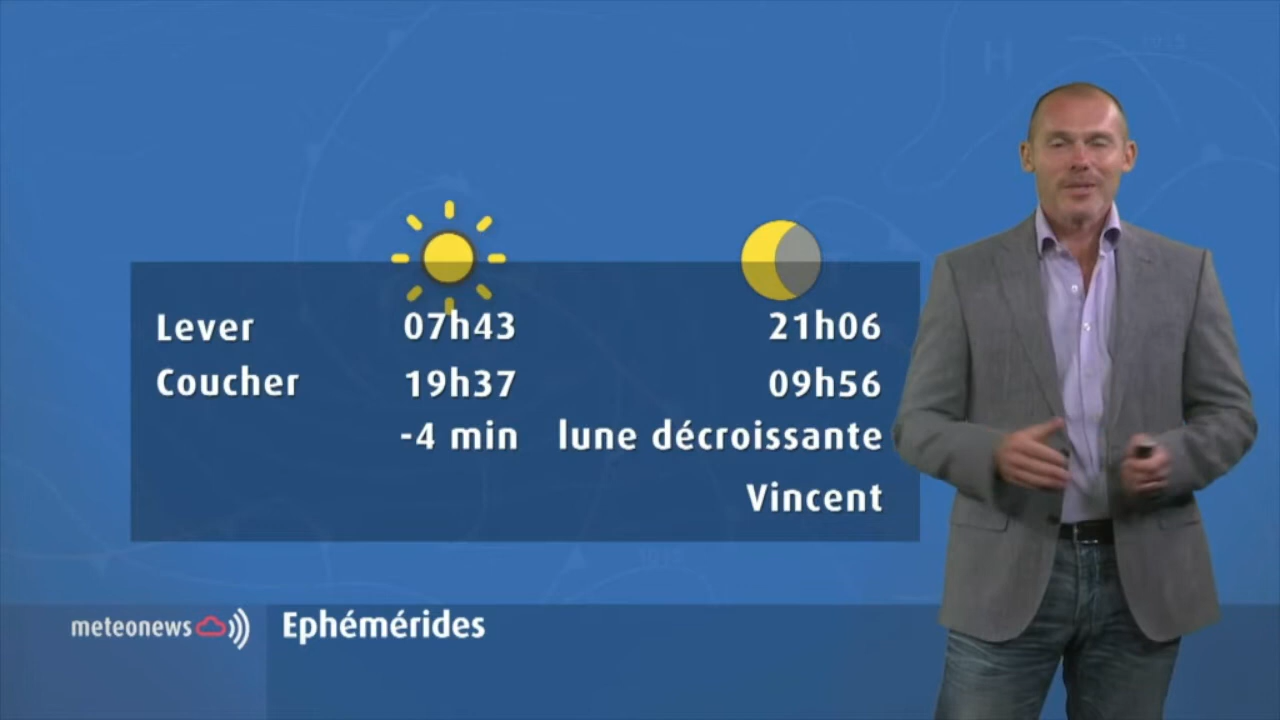 Lever 07h43 21h06
Coucher 19h37 09h56
-4 min lune décroissante
Vincent
meteonews Ephémérides